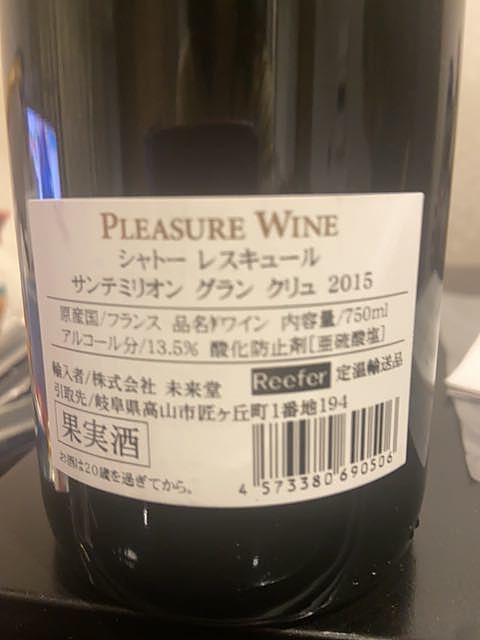 PLEASURE WINE
シャトー レスキュール
サンテミリオン グラン クリュ 2015
原産国/フランス 品名/ワイン 内容量/750ml
アルコール分/13.5% 酸化防止剤[亜硫酸塩]
輸入者/株式会社 未来堂 Reefer 定温輸送品
引取先/岐阜県高山市匠ヶ丘町1番地194
果実酒
お酒は20歳を過ぎてから。
4 573380 690506